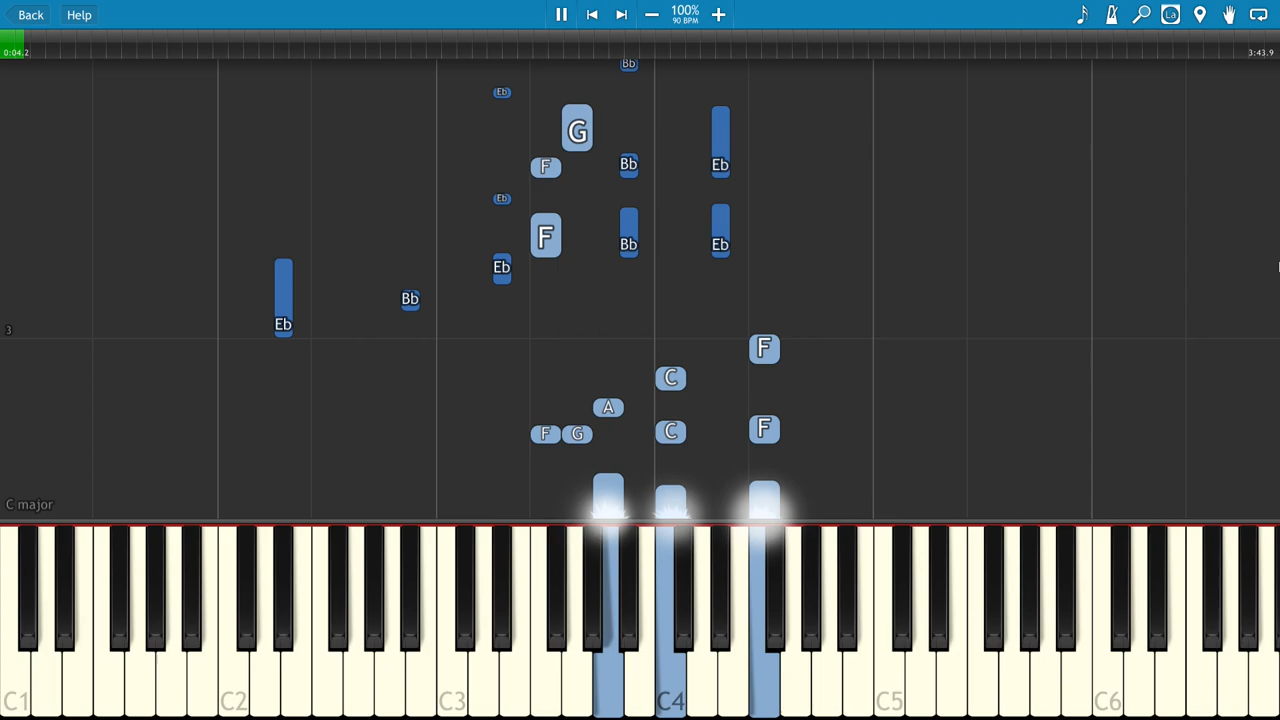 Back Help 100% La
90 BPM
0:04.2 3:43.9
Bb
Eb
G
F Bb Eb
Eb
F Bb Eb
Eb
Bb
Eb
3
F
C
A
F G C F
C major
C1 C2 C3 C4 C5 C6